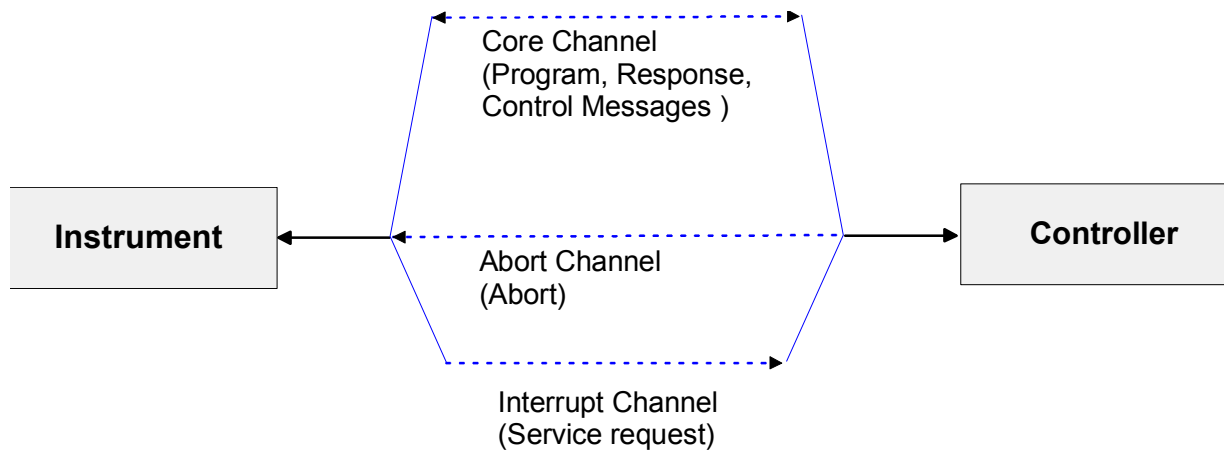 Core Channel
(Program, Response,
Control Messages )
Instrument
Controller
Abort Channel
(Abort)
Interrupt Channel
(Service request)